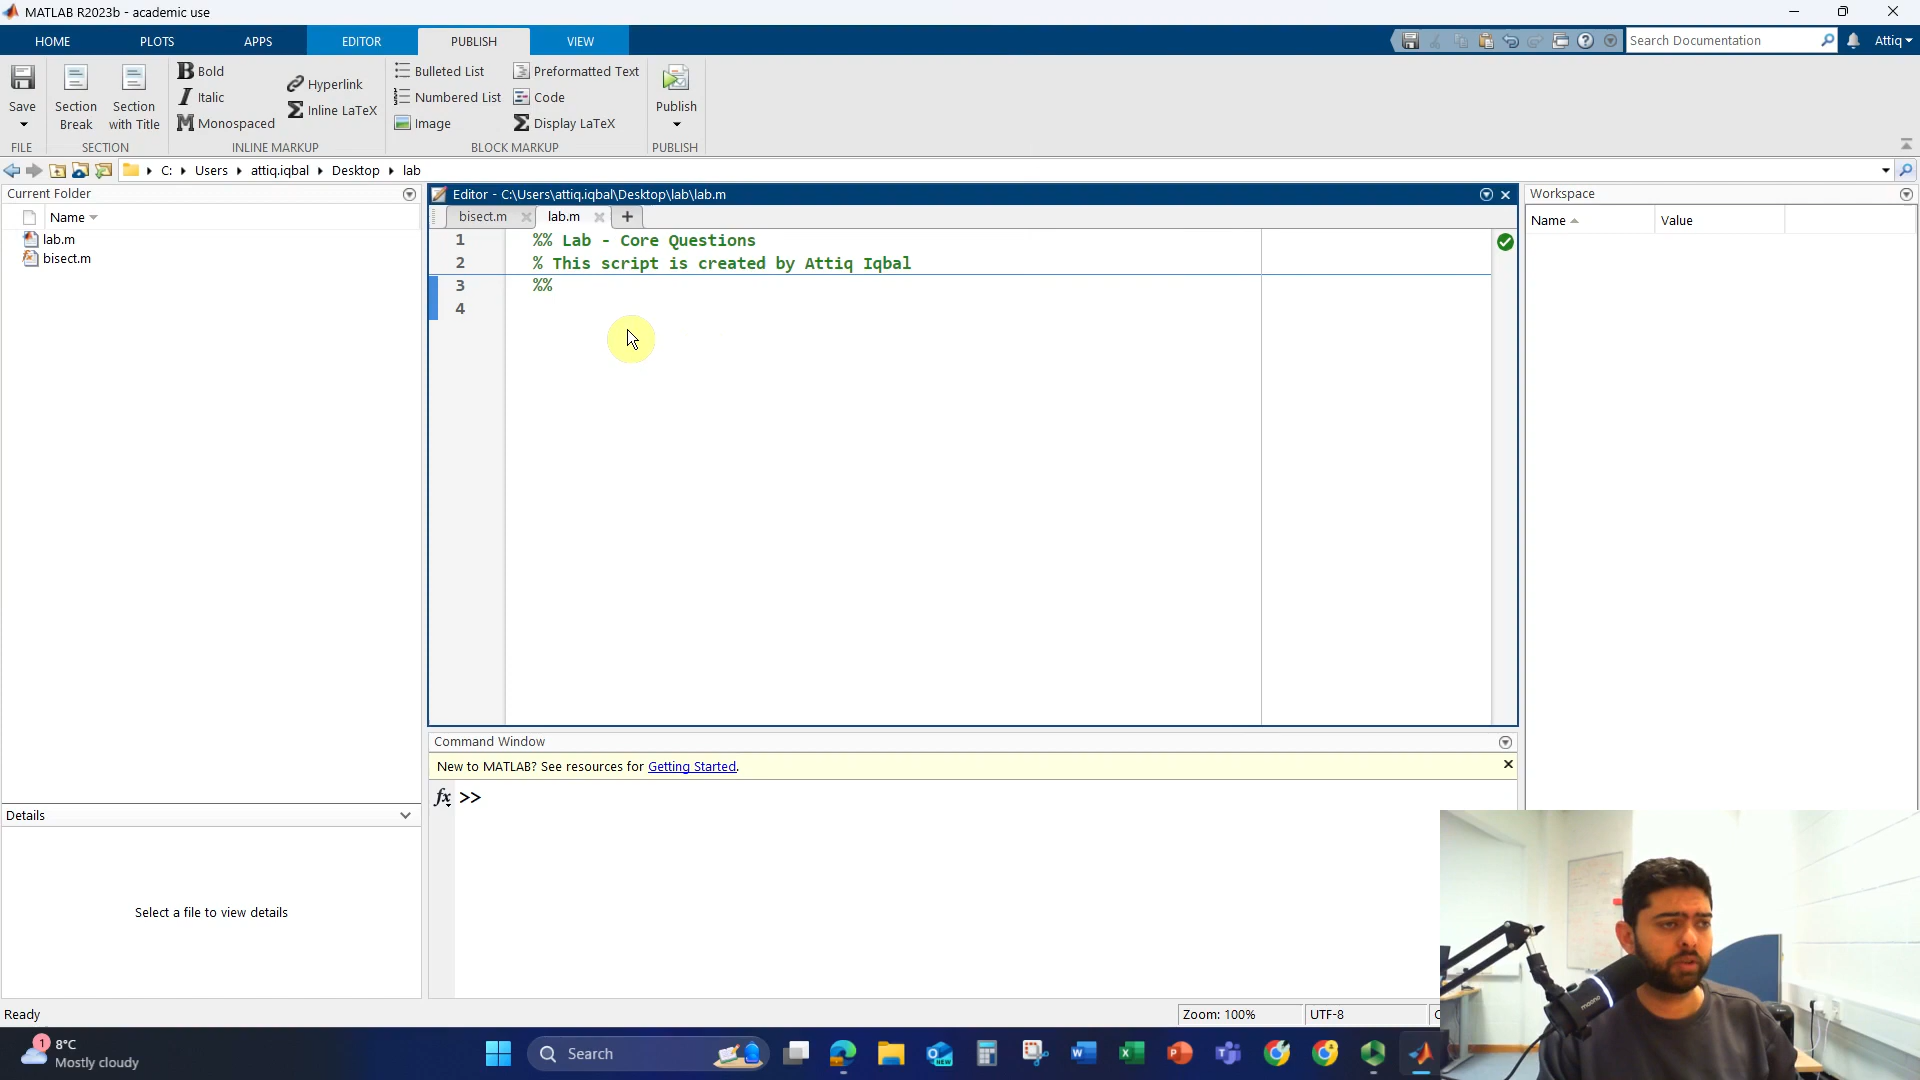 MATLAB R2023b - academic use
HOME PLOTS APPS EDITOR PUBLISH VIEW
Search Documentation
Attiq
Save
Section Break
Section with Title
Bold
Italic
Monospaced
Hyperlink
Inline LaTeX
Bulleted List
Numbered List
Image
Preformatted Text
Code
Display LaTeX
Publish
FILE SECTION INLINE MARKUP BLOCK MARKUP PUBLISH
C: Users attiq.iqbal Desktop lab
Current Folder
Name
lab.m
bisect.m
Details
Select a file to view details
Editor - C:\Users\attiq.iqbal\Desktop\lab\lab.m
bisect.m lab.m +
1 %% Lab - Core Questions
2 % This script is created by Attiq Iqbal
3 %%
4
Command Window
New to MATLAB? See resources for Getting Started.
fx >>
Workspace
Name Value
Ready
Zoom: 100% UTF-8
1
8°C
Mostly cloudy
Search
NEW
maono